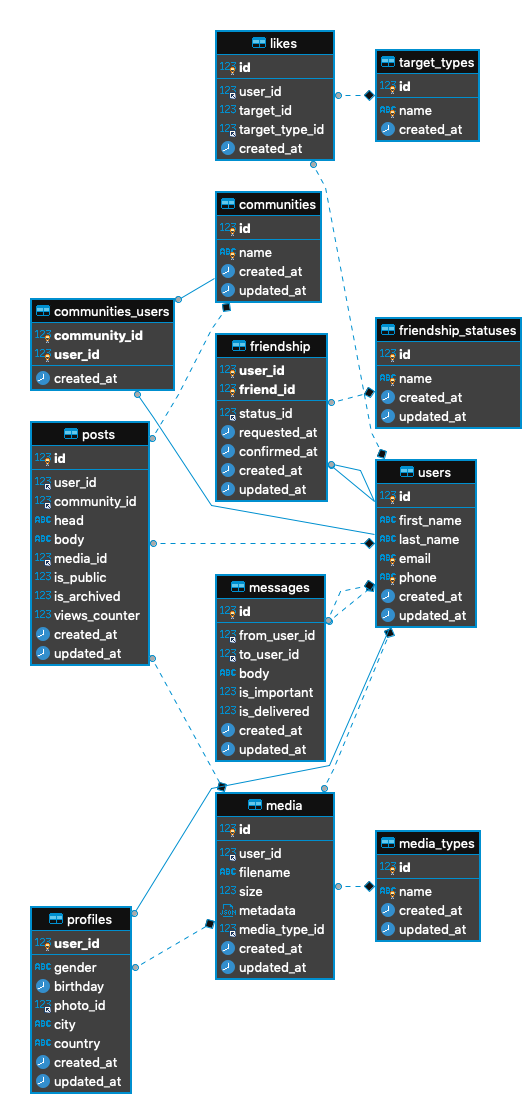 likes
123 id
123 user_id
123 target_id
123 target_type_id
created_at
target_types
123 id
ABC name
created_at
communities
123 id
ABC name
created_at
updated_at
communities_users
123 community_id
123 user_id
created_at
friendship
123 user_id
123 friend_id
123 status_id
requested_at
confirmed_at
created_at
updated_at
friendship_statuses
123 id
ABC name
created_at
updated_at
posts
123 id
123 user_id
123 community_id
ABC head
ABC body
123 media_id
123 is_public
123 is_archived
123 views_counter
created_at
updated_at
users
123 id
ABC first_name
ABC last_name
ABC email
ABC phone
created_at
updated_at
messages
123 id
123 from_user_id
123 to_user_id
ABC body
123 is_important
123 is_delivered
created_at
updated_at
media
123 id
123 user_id
ABC filename
123 size
JSON metadata
123 media_type_id
created_at
updated_at
media_types
123 id
ABC name
created_at
updated_at
profiles
123 user_id
ABC gender
birthday
123 photo_id
ABC city
ABC country
created_at
updated_at